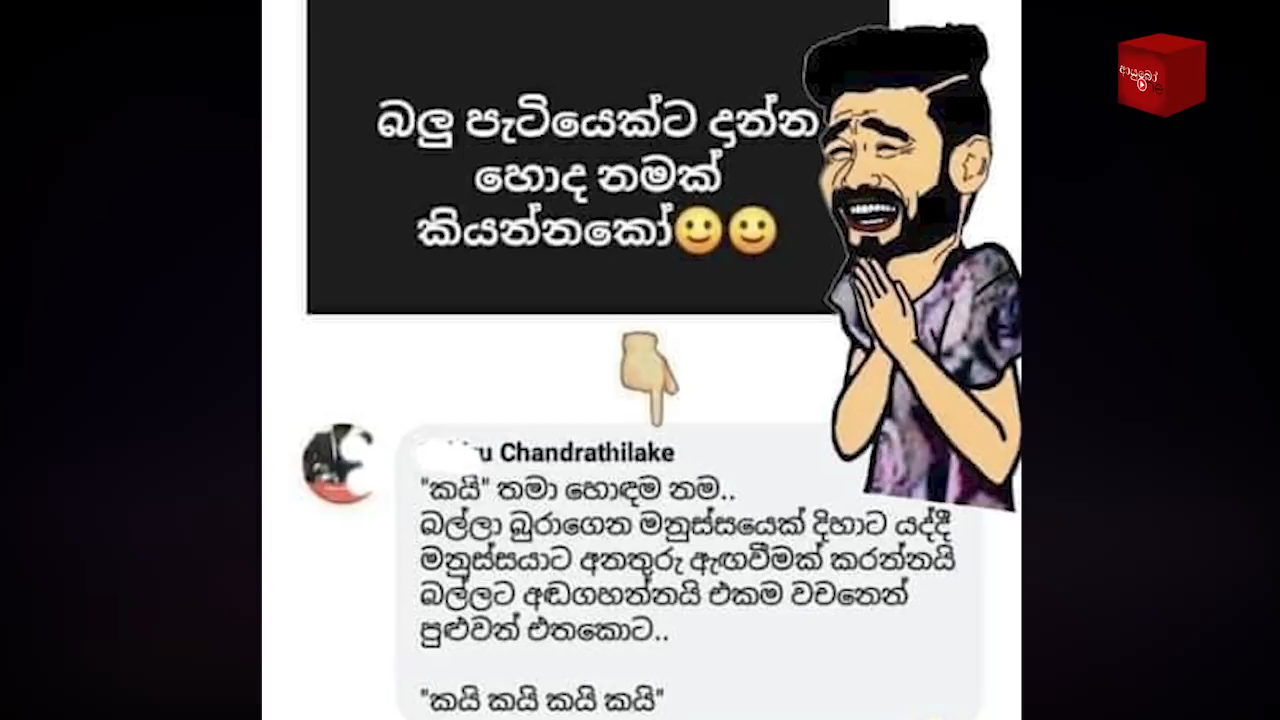 බලු පැටියෙක්ට දාන්න
හොද නමක්
කියන්නකෝ🙂🙂
ආයුබෝ
Chandrathilake
"කයි" තමා හොඳම නම..
බල්ලා බුරාගෙන මනුස්සයෙක් දිහාට යද්දී
මනුස්සයාට අනතුරු ඇඟවීමක් කරන්නයි
බල්ලට අඬගහන්නයි එකම වචනෙන්
පුළුවන් එතකොට..
"කයි කයි කයි කයි"